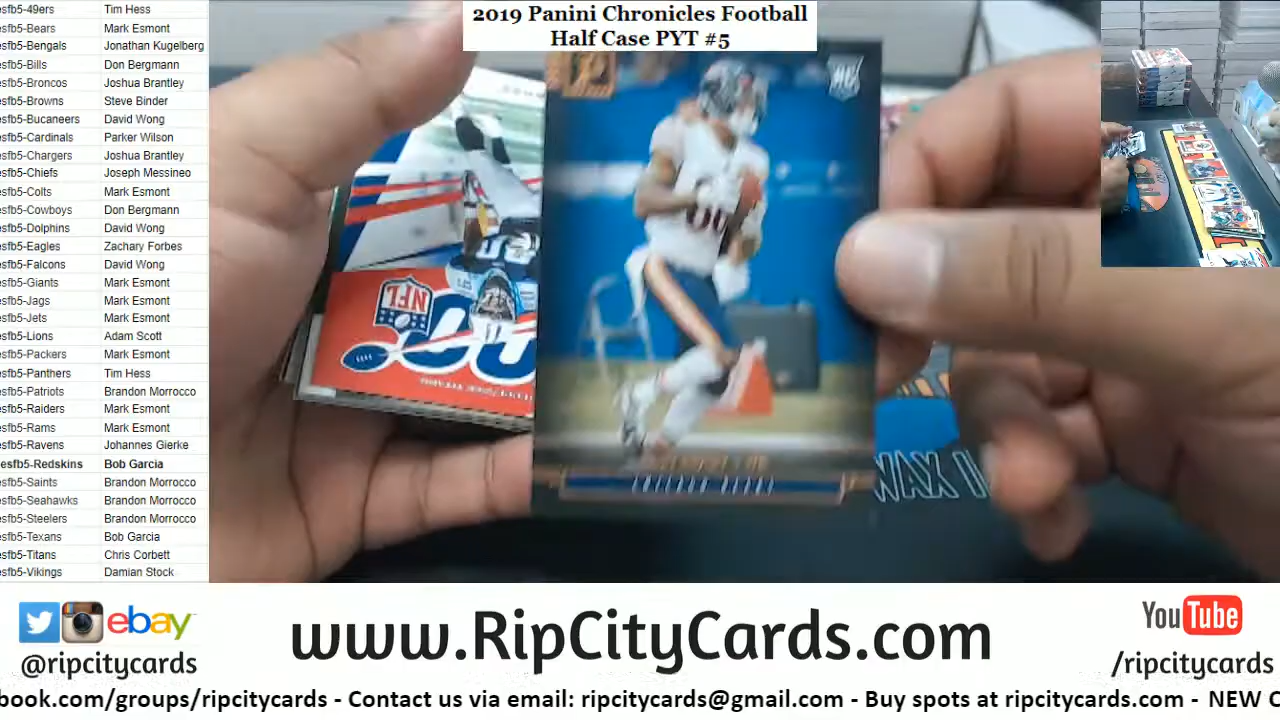 2019 Panini Chronicles Football
Half Case PYT #5
esfb5-49ers Tim Hess
esfb5-Bears Mark Esmont
esfb5-Bengals Jonathan Kugelberg
esfb5-Bills Don Bergmann
esfb5-Broncos Joshua Brantley
esfb5-Browns Steve Binder
esfb5-Bucaneers David Wong
esfb5-Cardinals Parker Wilson
esfb5-Chargers Joshua Brantley
esfb5-Chiefs Joseph Messineo
esfb5-Colts Mark Esmont
esfb5-Cowboys Don Bergmann
esfb5-Dolphins David Wong
esfb5-Eagles Zachary Forbes
esfb5-Falcons David Wong
esfb5-Giants Mark Esmont
esfb5-Jags Mark Esmont
esfb5-Jets Mark Esmont
esfb5-Lions Adam Scott
esfb5-Packers Mark Esmont
esfb5-Panthers Tim Hess
esfb5-Patriots Brandon Morrocco
esfb5-Raiders Mark Esmont
esfb5-Rams Mark Esmont
esfb5-Ravens Johannes Gierke
esfb5-Redskins Bob Garcia
esfb5-Saints Brandon Morrocco
esfb5-Seahawks Brandon Morrocco
esfb5-Steelers Brandon Morrocco
esfb5-Texans Bob Garcia
esfb5-Titans Chris Corbett
esfb5-Vikings Damian Stock
NFL
CHICAGO BEARS
WAX
ebay
@ripcitycards
www.RipCityCards.com
YouTube
/ripcitycards
book.com/groups/ripcitycards - Contact us via email: ripcitycards@gmail.com - Buy spots at ripcitycards.com - NEW